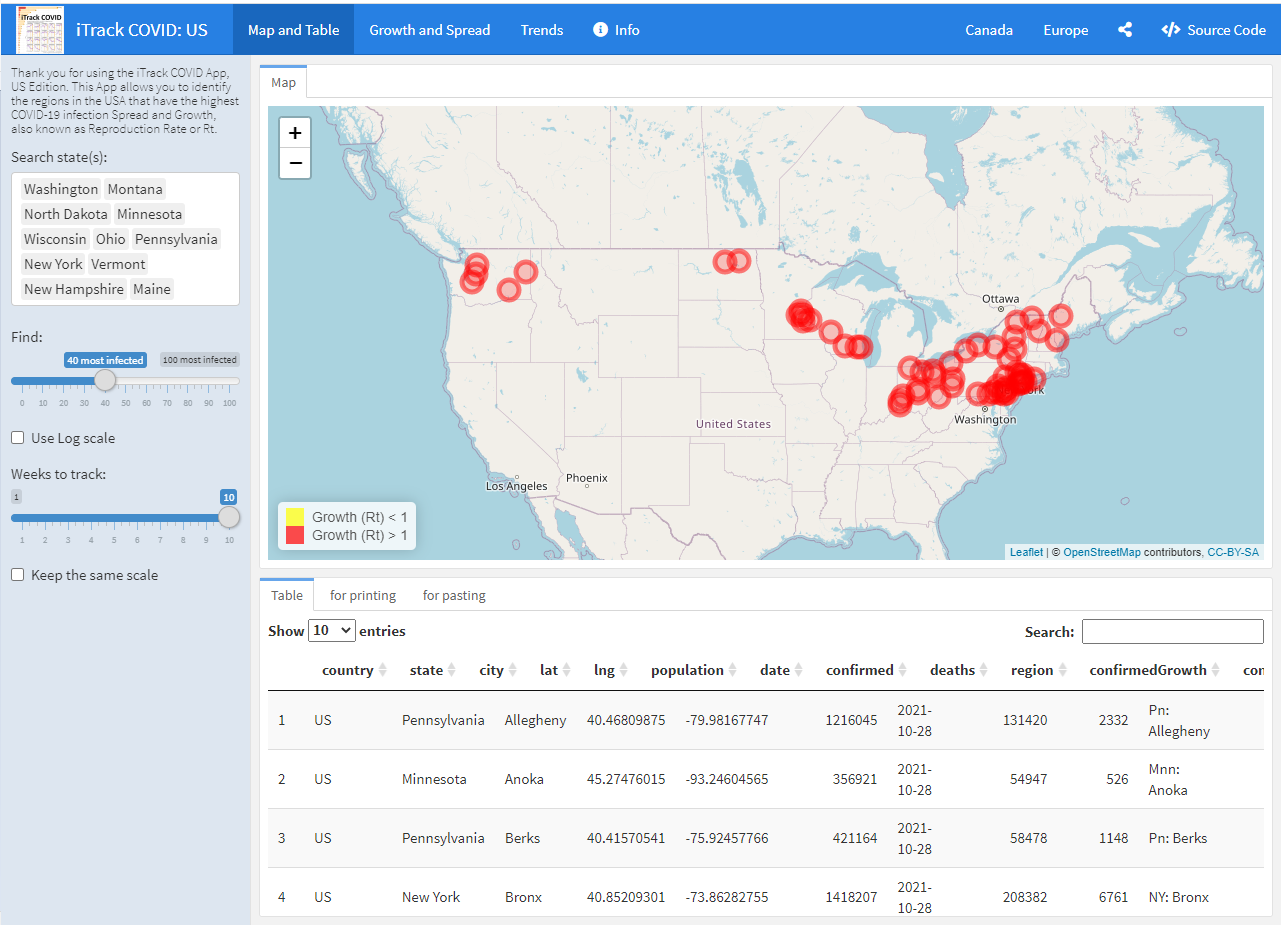 iTrack COVID
iTrack COVID: US
Map and Table
Growth and Spread
Trends
Info
Canada
Europe
Source Code
Thank you for using the iTrack COVID App,
US Edition. This App allows you to identify
the regions in the USA that have the highest
COVID-19 infection Spread and Growth,
also known as Reproduction Rate or Rt.
Search state(s):
Washington Montana
North Dakota Minnesota
Wisconsin Ohio Pennsylvania
New York Vermont
New Hampshire Maine
Find:
40 most infected 100 most infected
0 10 20 30 40 50 60 70 80 90 100
Use Log scale
Weeks to track:
1 10
1 2 3 4 5 6 7 8 9 10
Keep the same scale
Map
+
−
Ottawa
Washington
United States
Phoenix
Los Angeles
Growth (Rt) < 1
Growth (Rt) > 1
Leaflet | © OpenStreetMap contributors, CC-BY-SA
Table for printing for pasting
Show 10 entries
Search:
country state city lat lng population date confirmed deaths region confirmedGrowth con
1 US Pennsylvania Allegheny 40.46809875 -79.98167747 1216045 2021-10-28 131420 2332 Pn: Allegheny
2 US Minnesota Anoka 45.27476015 -93.24604565 356921 2021-10-28 54947 526 Mnn: Anoka
3 US Pennsylvania Berks 40.41570541 -75.92457766 421164 2021-10-28 58478 1148 Pn: Berks
4 US New York Bronx 40.85209301 -73.86282755 1418207 2021-10-28 208382 6761 NY: Bronx